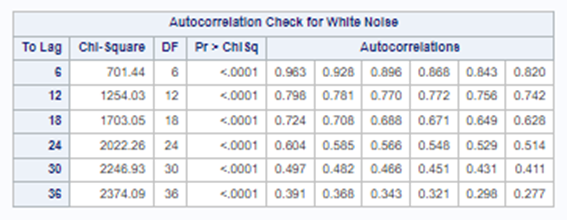 Autocorrelation Check for White Noise
To Lag Chi-Square DF Pr > ChiSq Autocorrelations
6 701.44 6 <.0001 0.963 0.928 0.896 0.868 0.843 0.820
12 1254.03 12 <.0001 0.798 0.781 0.770 0.772 0.756 0.742
18 1703.05 18 <.0001 0.724 0.708 0.688 0.671 0.649 0.628
24 2022.26 24 <.0001 0.604 0.585 0.566 0.548 0.529 0.514
30 2246.93 30 <.0001 0.497 0.482 0.466 0.451 0.431 0.411
36 2374.09 36 <.0001 0.391 0.368 0.343 0.321 0.298 0.277